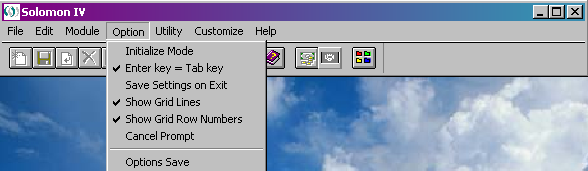 Solomon IV
File Edit Module Option Utility Customize Help
Initialize Mode
Enter key = Tab key
Save Settings on Exit
Show Grid Lines
Show Grid Row Numbers
Cancel Prompt
Options Save